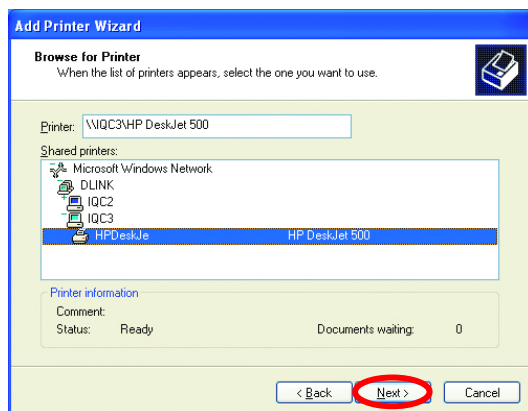 Add Printer Wizard
Browse for Printer
When the list of printers appears, select the one you want to use.
Printer: \\IQC3\HP DeskJet 500
Shared printers:
Microsoft Windows Network
DLINK
IQC2
IQC3
HPDeskJe HP DeskJet 500
Printer information
Comment:
Status: Ready Documents waiting: 0
< Back Next > Cancel